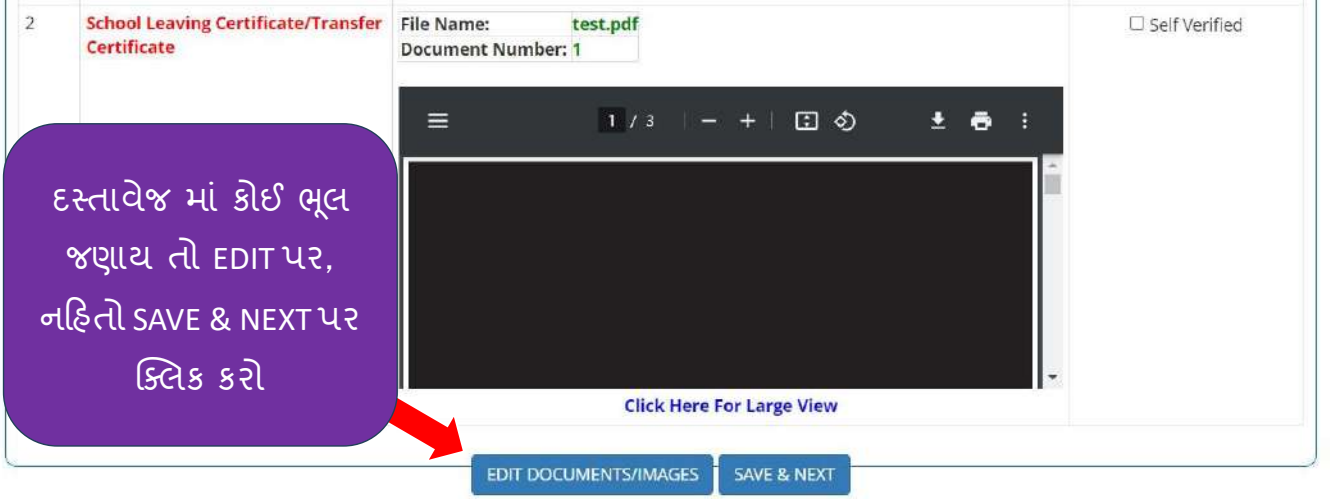 2
School Leaving Certificate/Transfer
Certificate
File Name: test.pdf
Document Number: 1
Self Verified
1 / 3
દસ્તાવેજ માં કોઈ ભૂલ
જણાય તો EDIT પર,
નહિતો SAVE & NEXT પર
ક્લિક કરો
Click Here For Large View
EDIT DOCUMENTS/IMAGES
SAVE & NEXT